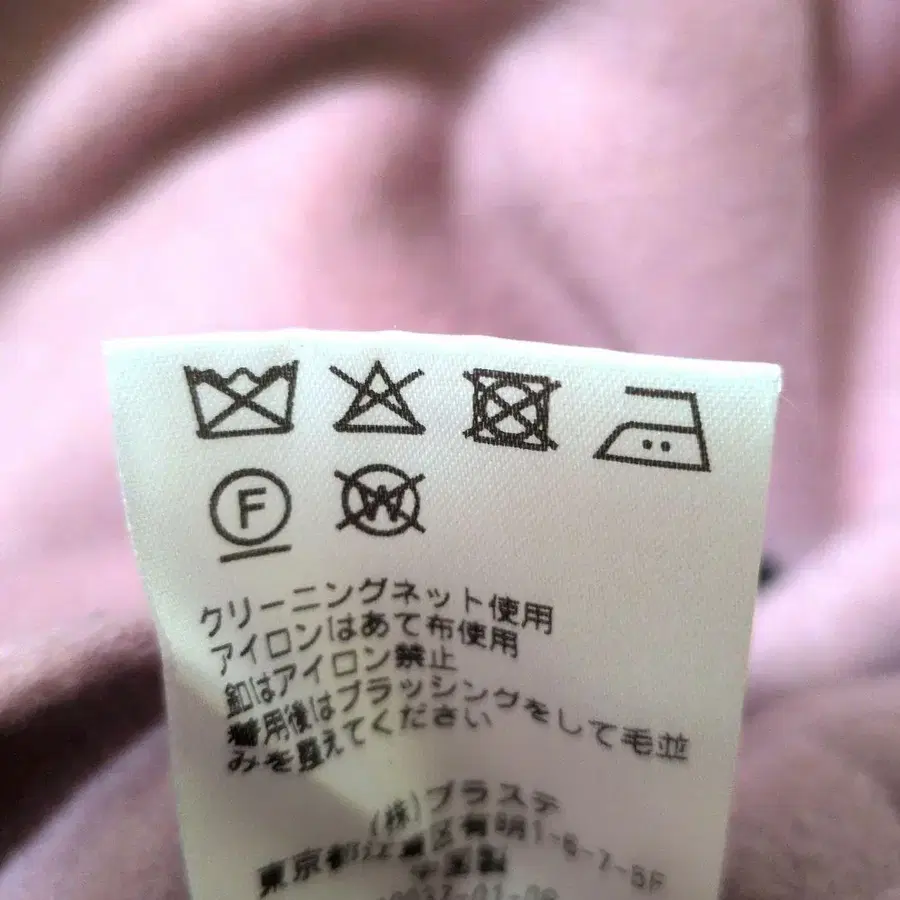 F W
クリーニングネット使用
アイロンはあて布使用
釦はアイロン禁止
着用後はブラッシングをして毛並
みを整えてください
(株)プラステ
東京都江東区有明1-6-7-5F
中国製